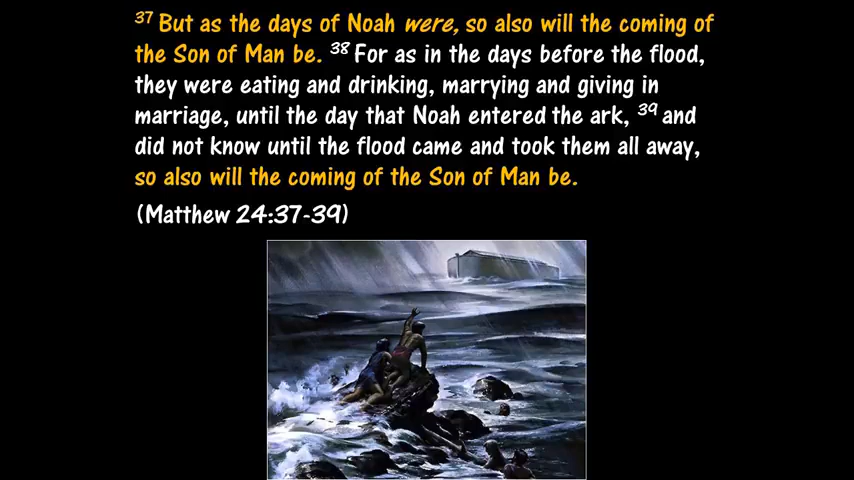 37 But as the days of Noah were, so also will the coming of
the Son of Man be. 38 For as in the days before the flood,
they were eating and drinking, marrying and giving in
marriage, until the day that Noah entered the ark, 39 and
did not know until the flood came and took them all away,
so also will the coming of the Son of Man be.
(Matthew 24:37-39)